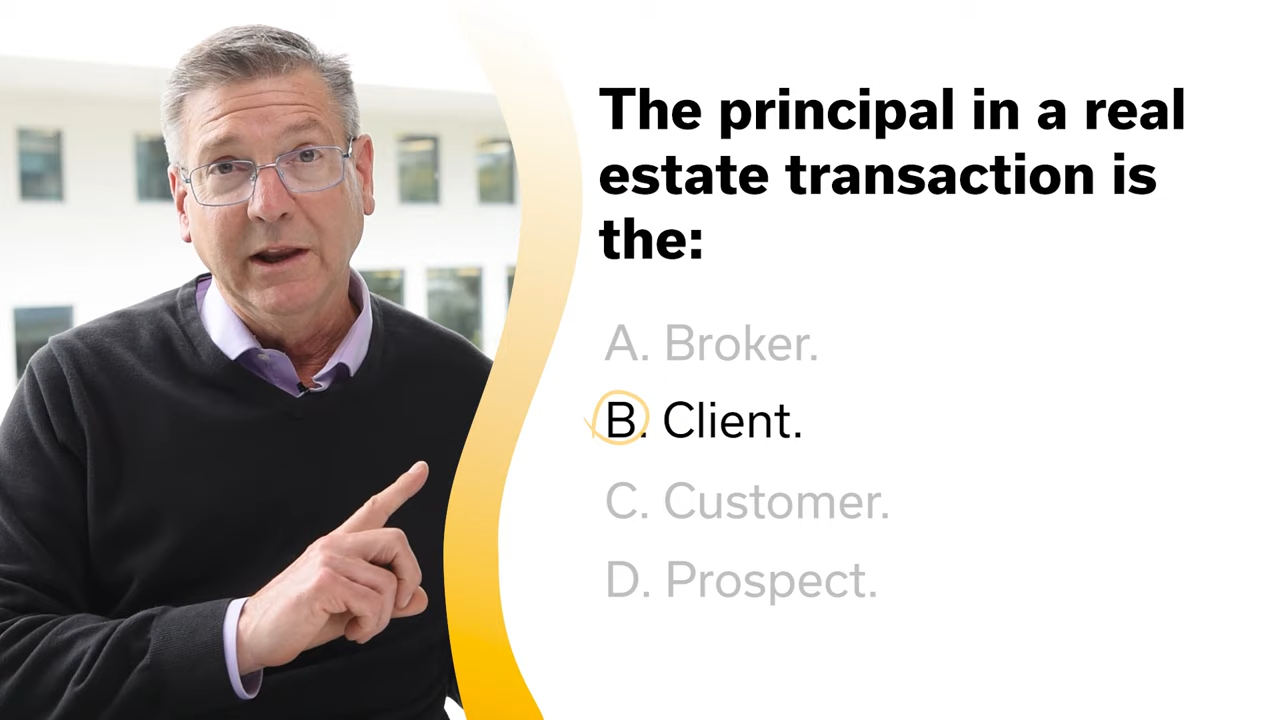 The principal in a real
estate transaction is
the:
A. Broker.
B. Client.
C. Customer.
D. Prospect.